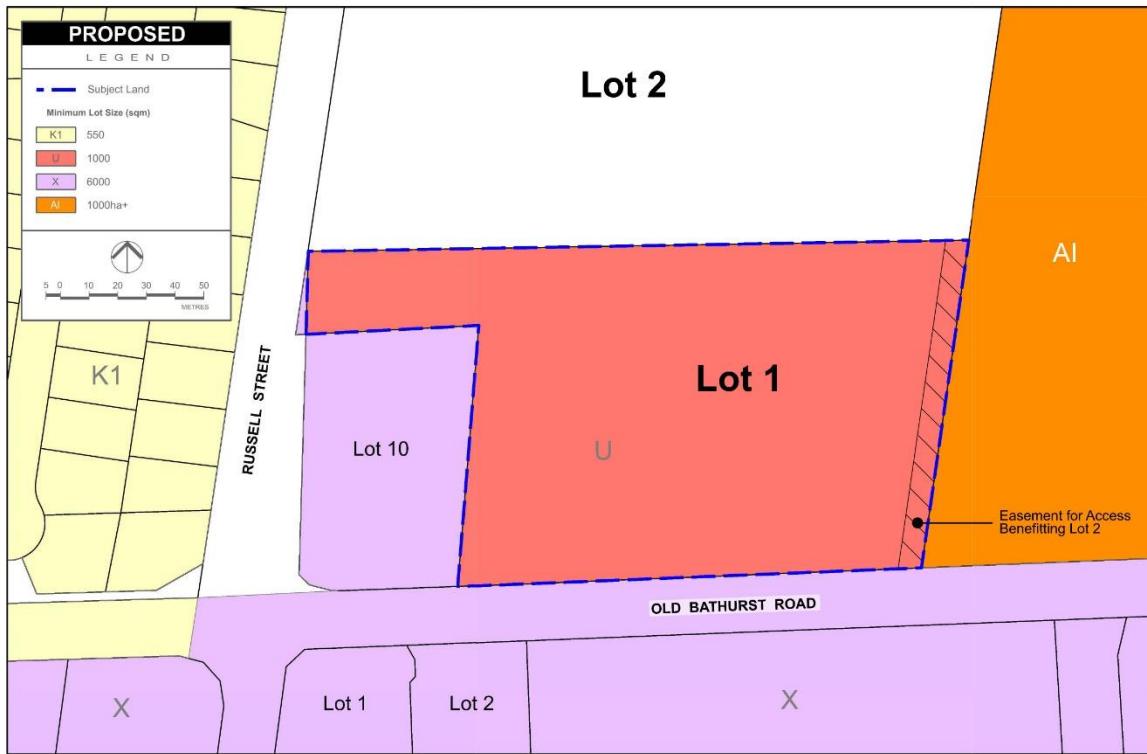 PROPOSED
LEGEND
Subject Land
Minimum Lot Size (sqm)
K1 550
U 1000
X 6000
AI 1000ha+
5 0 10 20 30 40 50
METRES
Lot 2
AI
K1
RUSSELL STREET
Lot 10
Lot 1
U
Easement for Access
Benefitting Lot 2
OLD BATHURST ROAD
X
Lot 1
Lot 2
X